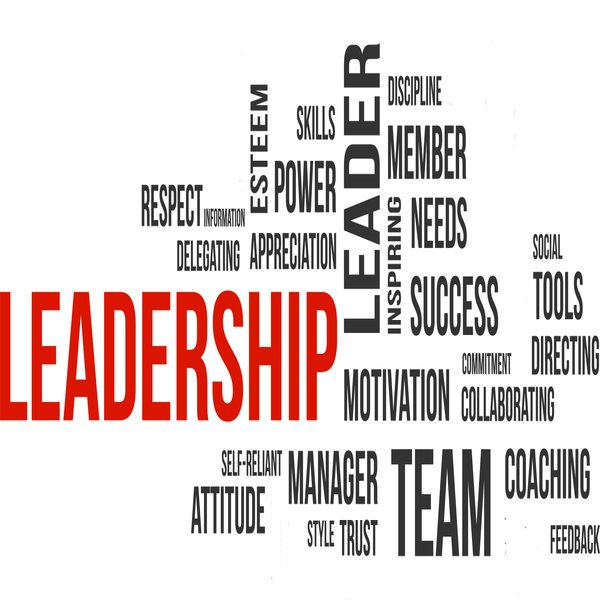 LEADER
DISCIPLINE
ESTEEM
SKILLS
MEMBER
POWER
RESPECT
INFORMATION
INSPIRING
NEEDS
DELEGATING
APPRECIATION
SOCIAL
TOOLS
SUCCESS
LEADERSHIP
DIRECTING
COMMITMENT
MOTIVATION
COLLABORATING
SELF-RELIANT
MANAGER
TEAM
COACHING
ATTITUDE
STYLE
TRUST
FEEDBACK